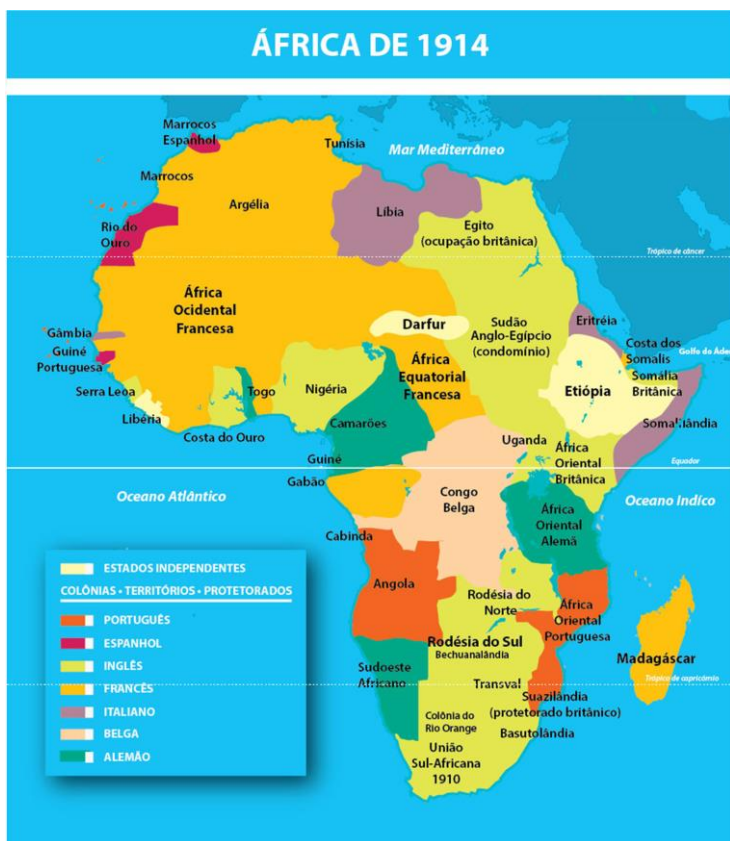 ÁFRICA DE 1914
Marrocos
Espanhol
Tunísia
Mar Mediterrâneo
Marrocos
Argélia
Líbia
Rio do
Ouro
Egito
(ocupação britânica)
Trópico de câncer
África
Ocidental
Francesa
Gâmbia
Guiné
Portuguesa
Darfur
Sudão
Anglo-Egípcio
(condomínio)
Eritréia
Costa dos
Somalis
Golfo do Áden
Somália
Britânica
Serra Leoa
Togo
Nigéria
África
Equatorial
Francesa
Etiópia
Libéria
Camarões
Somalilândia
Costa do Ouro
Uganda
África
Oriental
Britânica
Guiné
Equador
Gabão
Oceano Atlântico
Congo
Belga
Oceano Indíco
África
Oriental
Alemã
Cabinda
Angola
Rodésia do
Norte
África
Oriental
Portuguesa
Rodésia do Sul
Bechuanalândia
Madagáscar
Sudoeste
Africano
Transval
Trópico de capricórnio
Suazilândia
(protetorado britânico)
Colônia do
Rio Orange
Basutolândia
União
Sul-Africana
1910
ESTADOS INDEPENDENTES
COLÔNIAS • TERRITÓRIOS • PROTETORADOS
PORTUGUÊS
ESPANHOL
INGLÊS
FRANCÊS
ITALIANO
BELGA
ALEMÃO